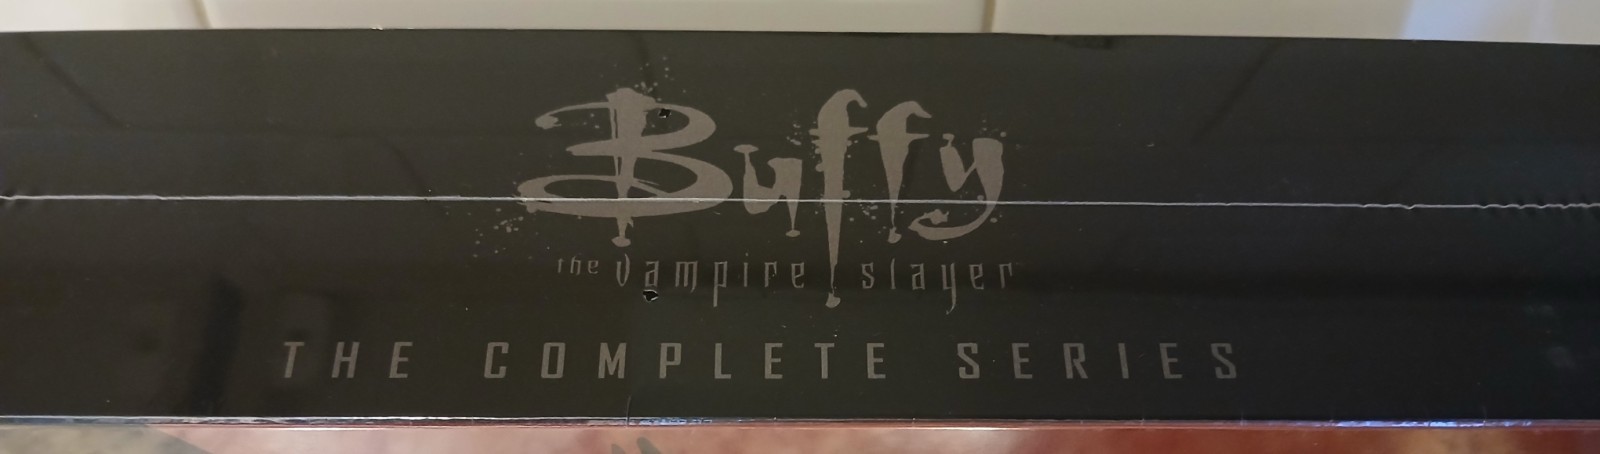 Buffy
the vampire slayer
THE COMPLETE SERIES